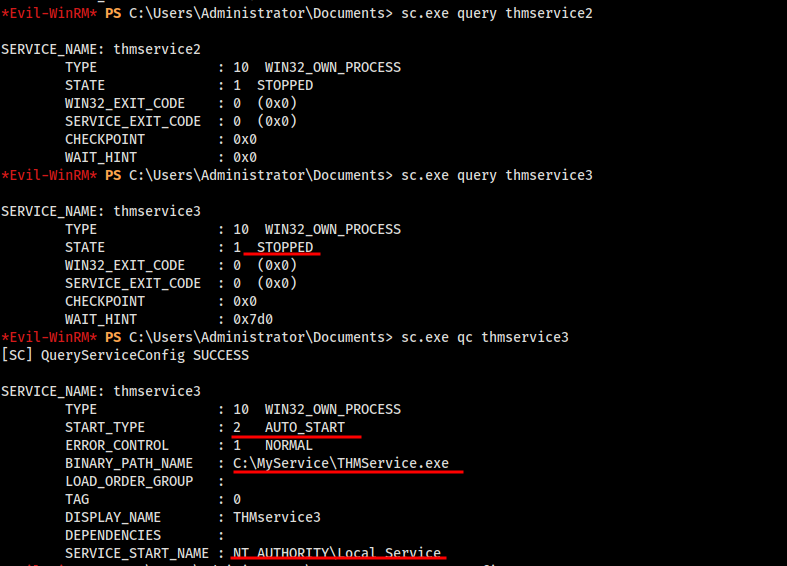 *Evil-WinRM* PS C:\Users\Administrator\Documents> sc.exe query thmservice2
SERVICE_NAME: thmservice2
TYPE : 10 WIN32_OWN_PROCESS
STATE : 1 STOPPED
WIN32_EXIT_CODE : 0 (0x0)
SERVICE_EXIT_CODE : 0 (0x0)
CHECKPOINT : 0x0
WAIT_HINT : 0x0
*Evil-WinRM* PS C:\Users\Administrator\Documents> sc.exe query thmservice3
SERVICE_NAME: thmservice3
TYPE : 10 WIN32_OWN_PROCESS
STATE : 1 STOPPED
WIN32_EXIT_CODE : 0 (0x0)
SERVICE_EXIT_CODE : 0 (0x0)
CHECKPOINT : 0x0
WAIT_HINT : 0x7d0
*Evil-WinRM* PS C:\Users\Administrator\Documents> sc.exe qc thmservice3
[SC] QueryServiceConfig SUCCESS
SERVICE_NAME: thmservice3
TYPE : 10 WIN32_OWN_PROCESS
START_TYPE : 2 AUTO_START
ERROR_CONTROL : 1 NORMAL
BINARY_PATH_NAME : C:\MyService\THMService.exe
LOAD_ORDER_GROUP :
TAG : 0
DISPLAY_NAME : THMservice3
DEPENDENCIES :
SERVICE_START_NAME : NT AUTHORITY\Local Service